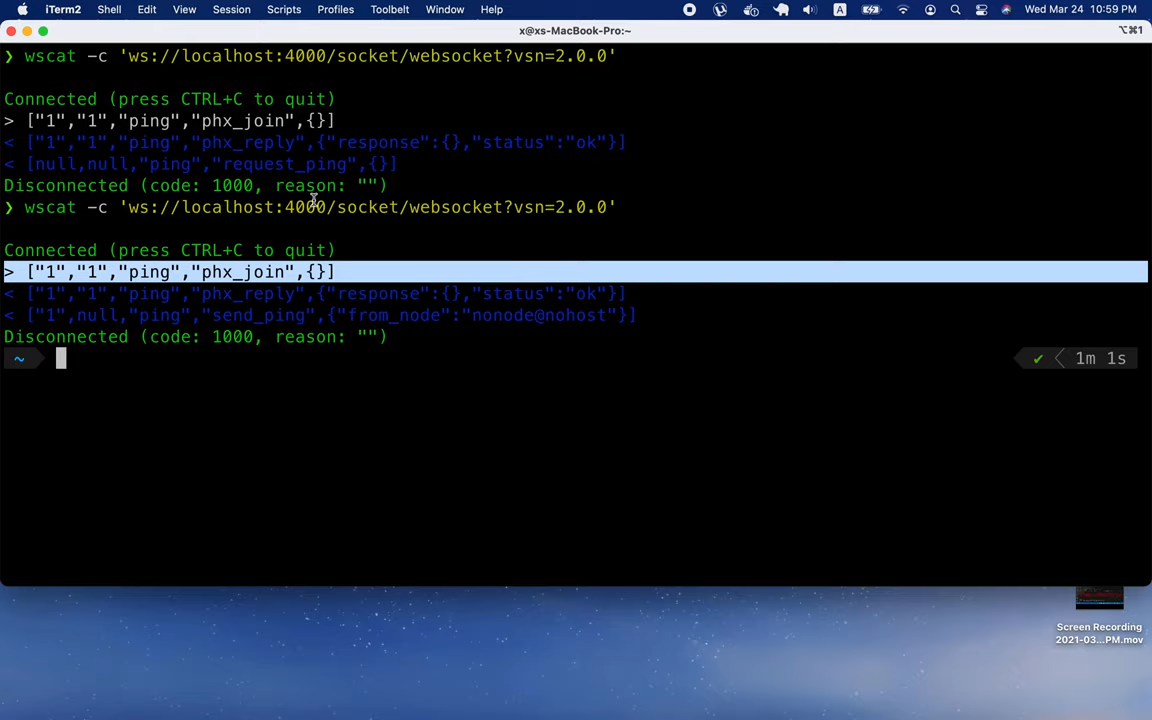 iTerm2 Shell Edit View Session Scripts Profiles Toolbelt Window Help A Wed Mar 24 10:59 PM
x@xs-MacBook-Pro:~ ⌥⌘1
❯ wscat -c 'ws://localhost:4000/socket/websocket?vsn=2.0.0'
Connected (press CTRL+C to quit)
> ["1","1","ping","phx_join",{}]
< ["1","1","ping","phx_reply",{"response":{},"status":"ok"}]
< [null,null,"ping","request_ping",{}]
Disconnected (code: 1000, reason: "")
❯ wscat -c 'ws://localhost:4000/socket/websocket?vsn=2.0.0'
Connected (press CTRL+C to quit)
> ["1","1","ping","phx_join",{}]
< ["1","1","ping","phx_reply",{"response":{},"status":"ok"}]
< ["1",null,"ping","send_ping",{"from_node":"nonode@nohost"}]
Disconnected (code: 1000, reason: "")
~ ✔ 1m 1s
Screen Recording
2021-03...PM.mov